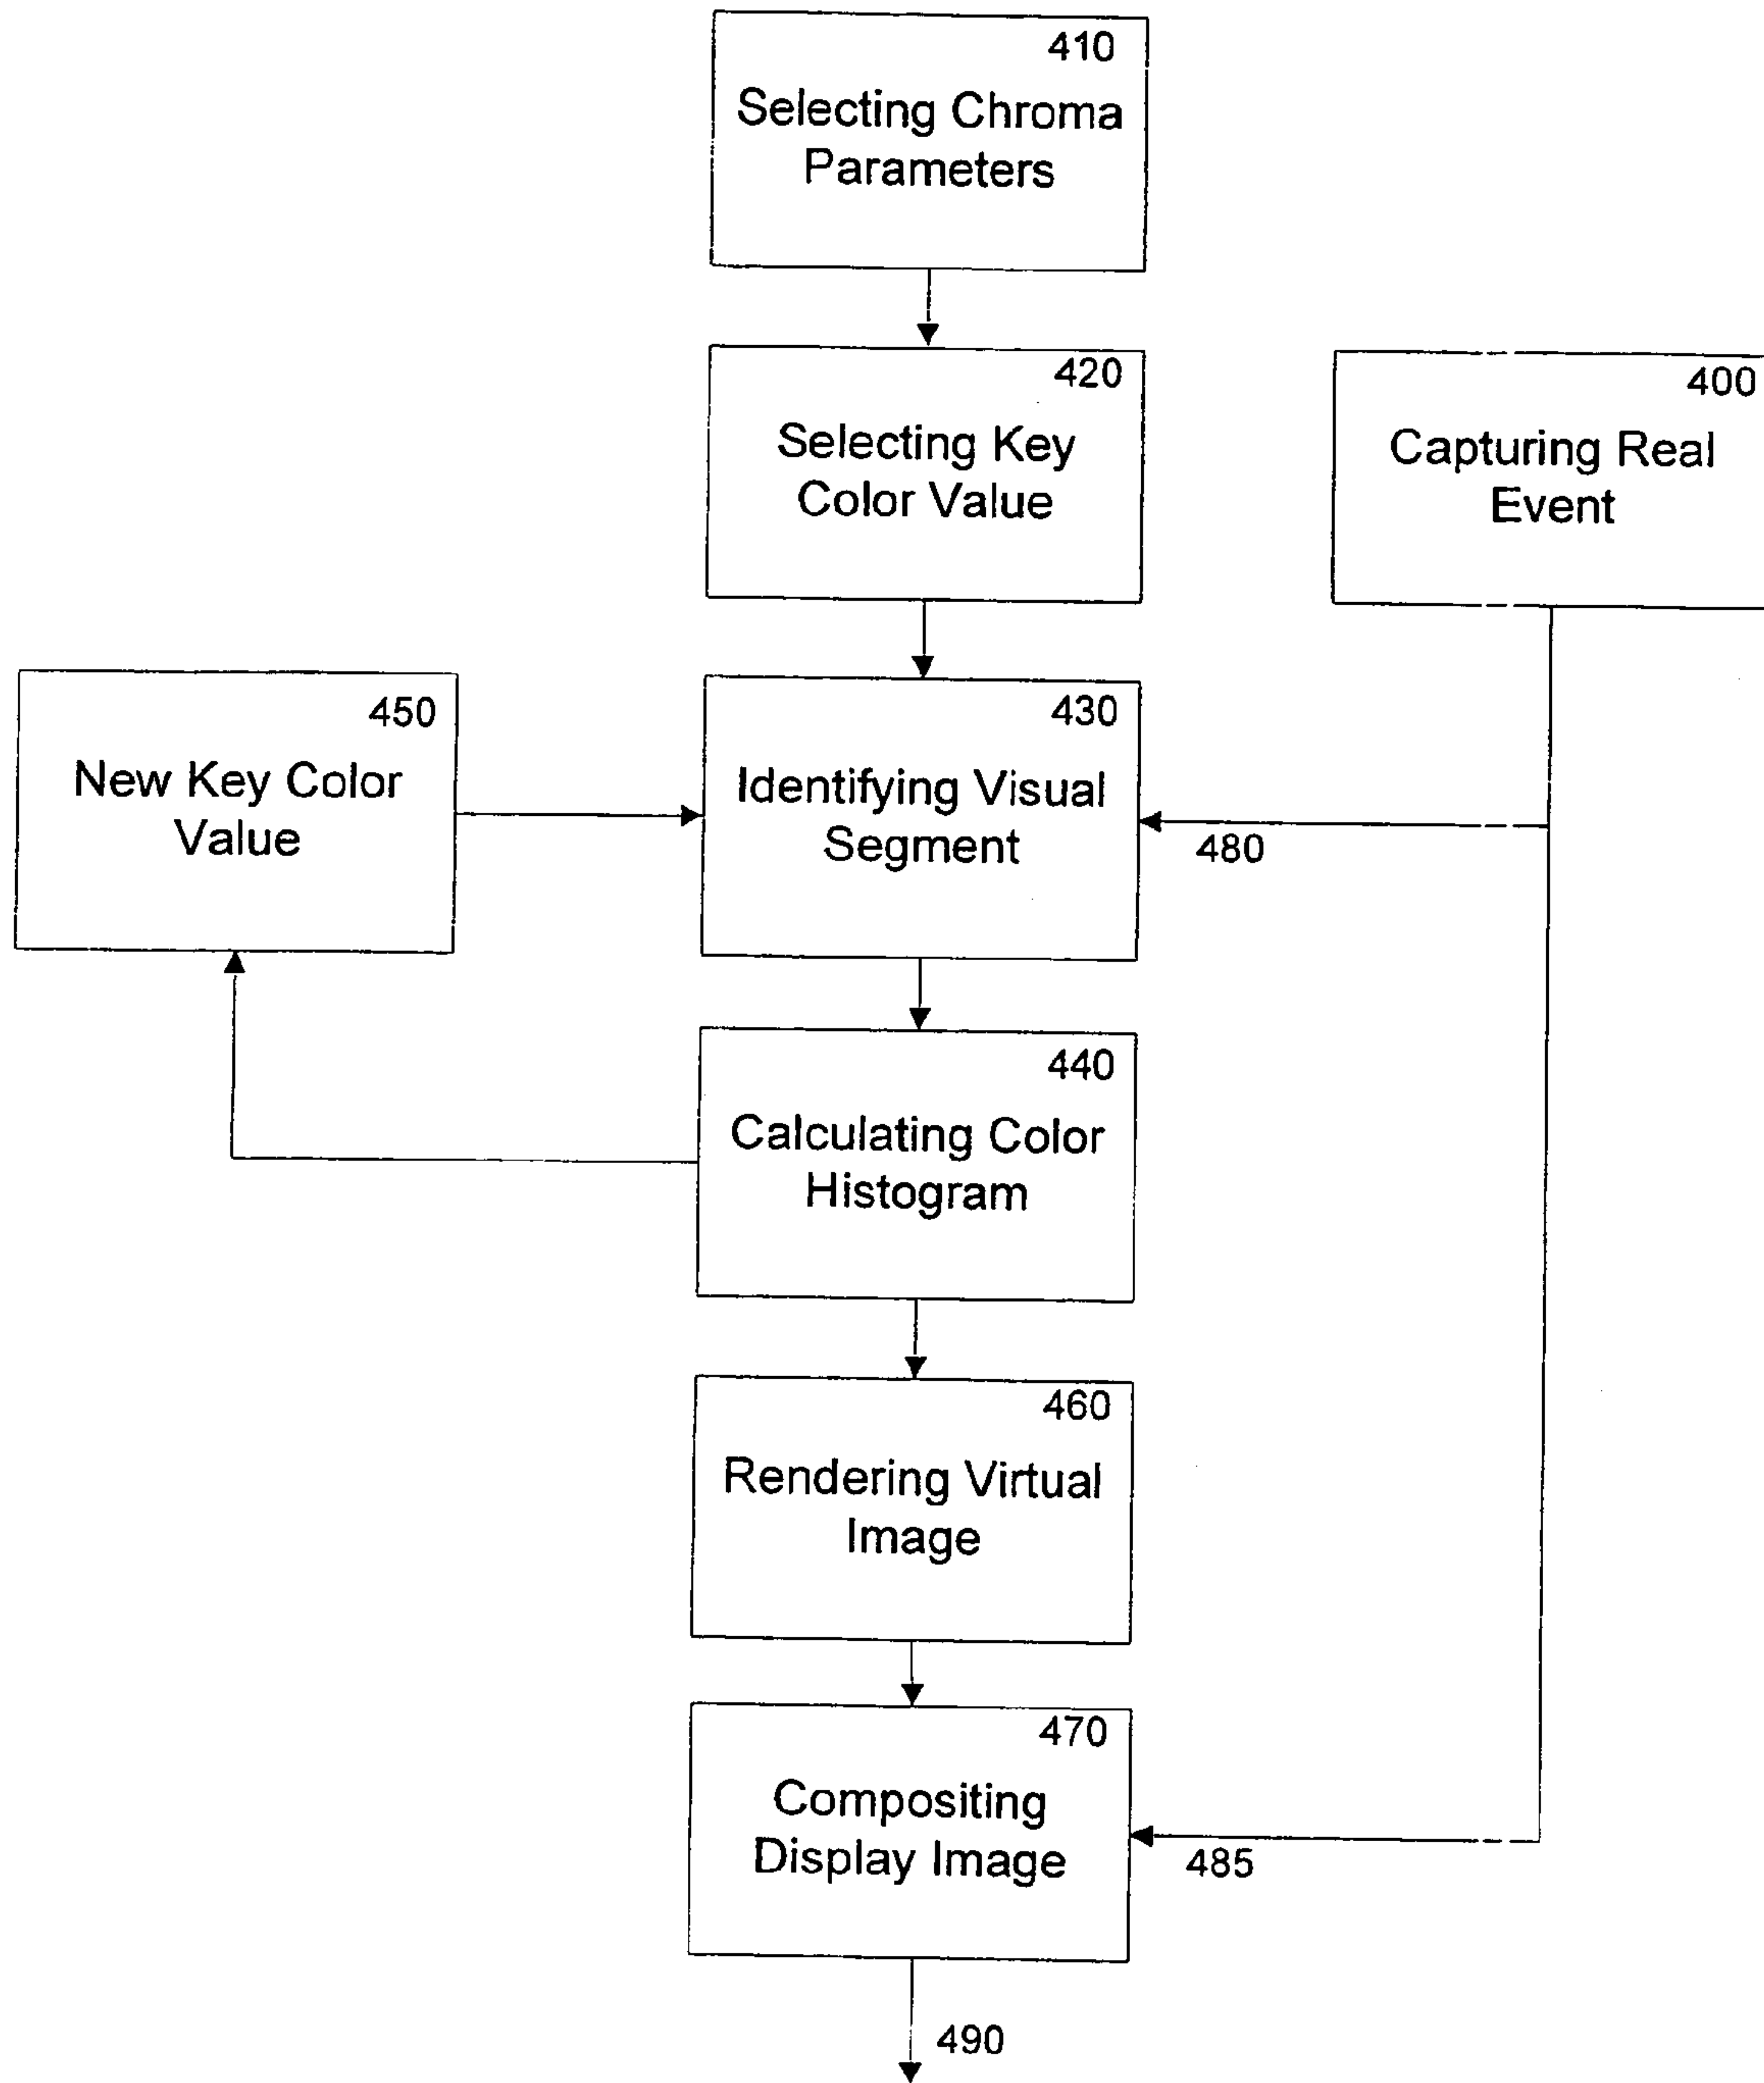 410
Selecting Chroma
Parameters
420
Selecting Key
Color Value
400
Capturing Real
Event
450
New Key Color
Value
430
Identifying Visual
Segment
480
440
Calculating Color
Histogram
460
Rendering Virtual
Image
470
Compositing
Display Image
485
490